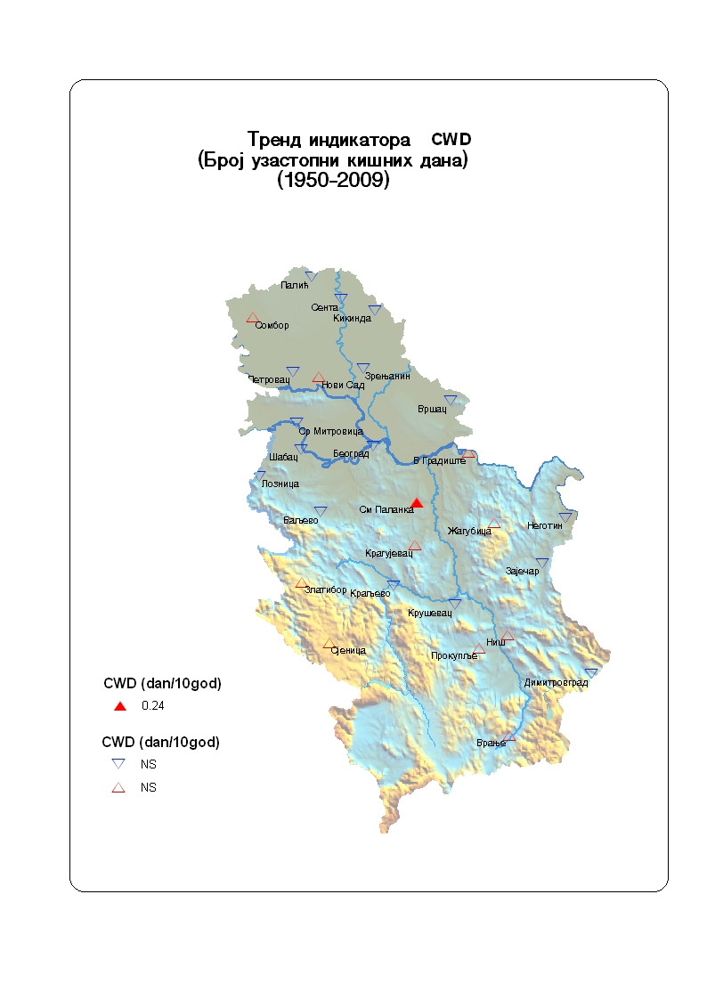 Тренд индикатора CWD
(Број узастопни кишних дана)
(1950-2009)
Палић
Сента
Кикинда
Сомбор
Петровац
Нови Сад
Зрењанин
Вршац
Ср Митровица
Шабац
Београд
В Градиште
Лозница
Ваљево
См Паланка
Жагубица
Неготин
Крагујевац
Зајечар
Златибор
Краљево
Крушевац
Ниш
Сјеница
Прокупље
Димитровград
Врање
CWD (dan/10god)
0.24
CWD (dan/10god)
NS
NS